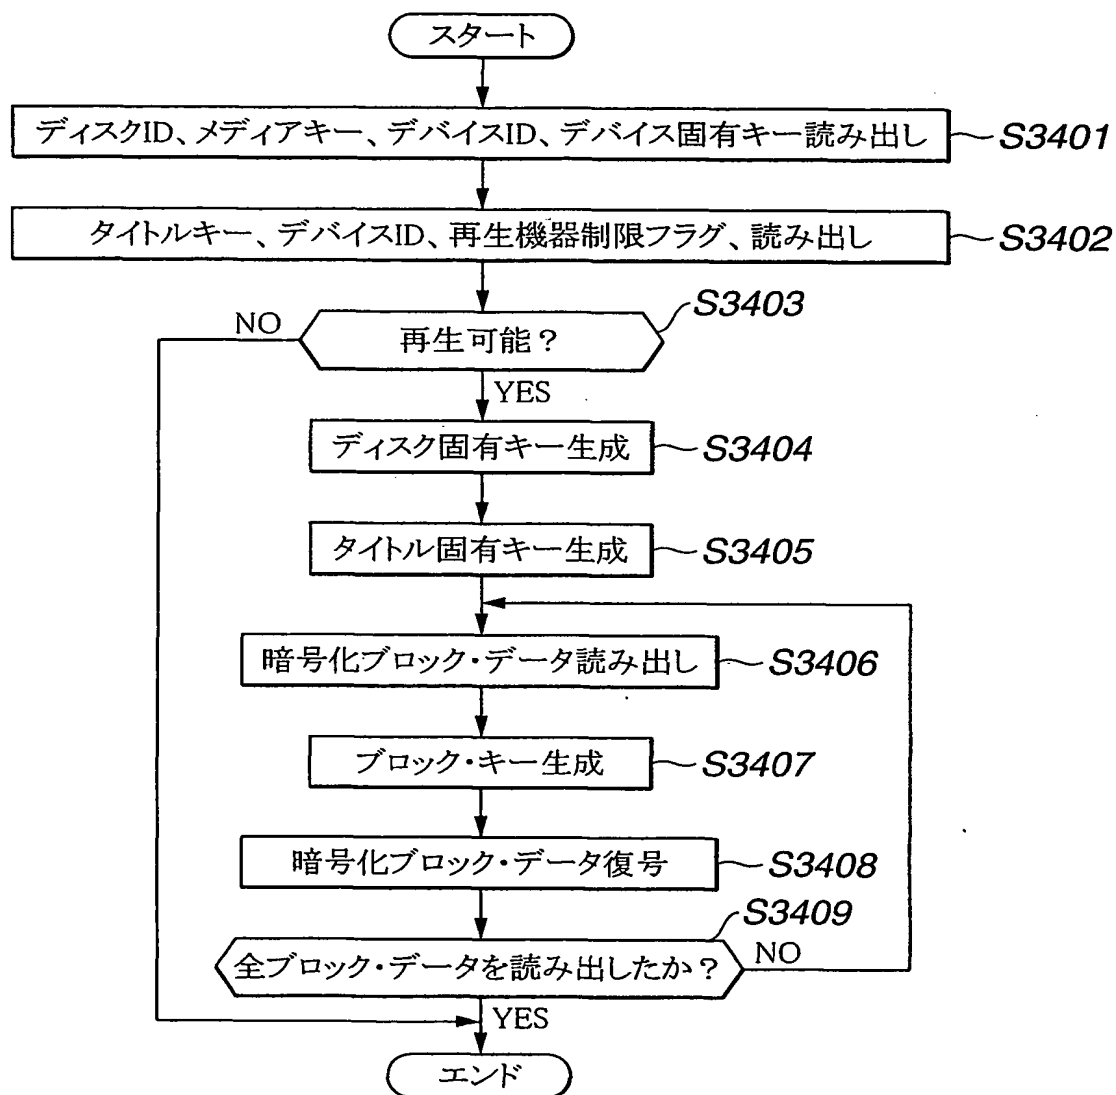 スタート
ディスクID、メディアキー、デバイスID、デバイス固有キー読み出し
S3401
タイトルキー、デバイスID、再生機器制限フラグ、読み出し
S3402
S3403
NO
再生可能？
YES
ディスク固有キー生成
S3404
タイトル固有キー生成
S3405
暗号化ブロック・データ読み出し
S3406
ブロック・キー生成
S3407
暗号化ブロック・データ復号
S3408
S3409
全ブロック・データを読み出したか？
NO
YES
エンド